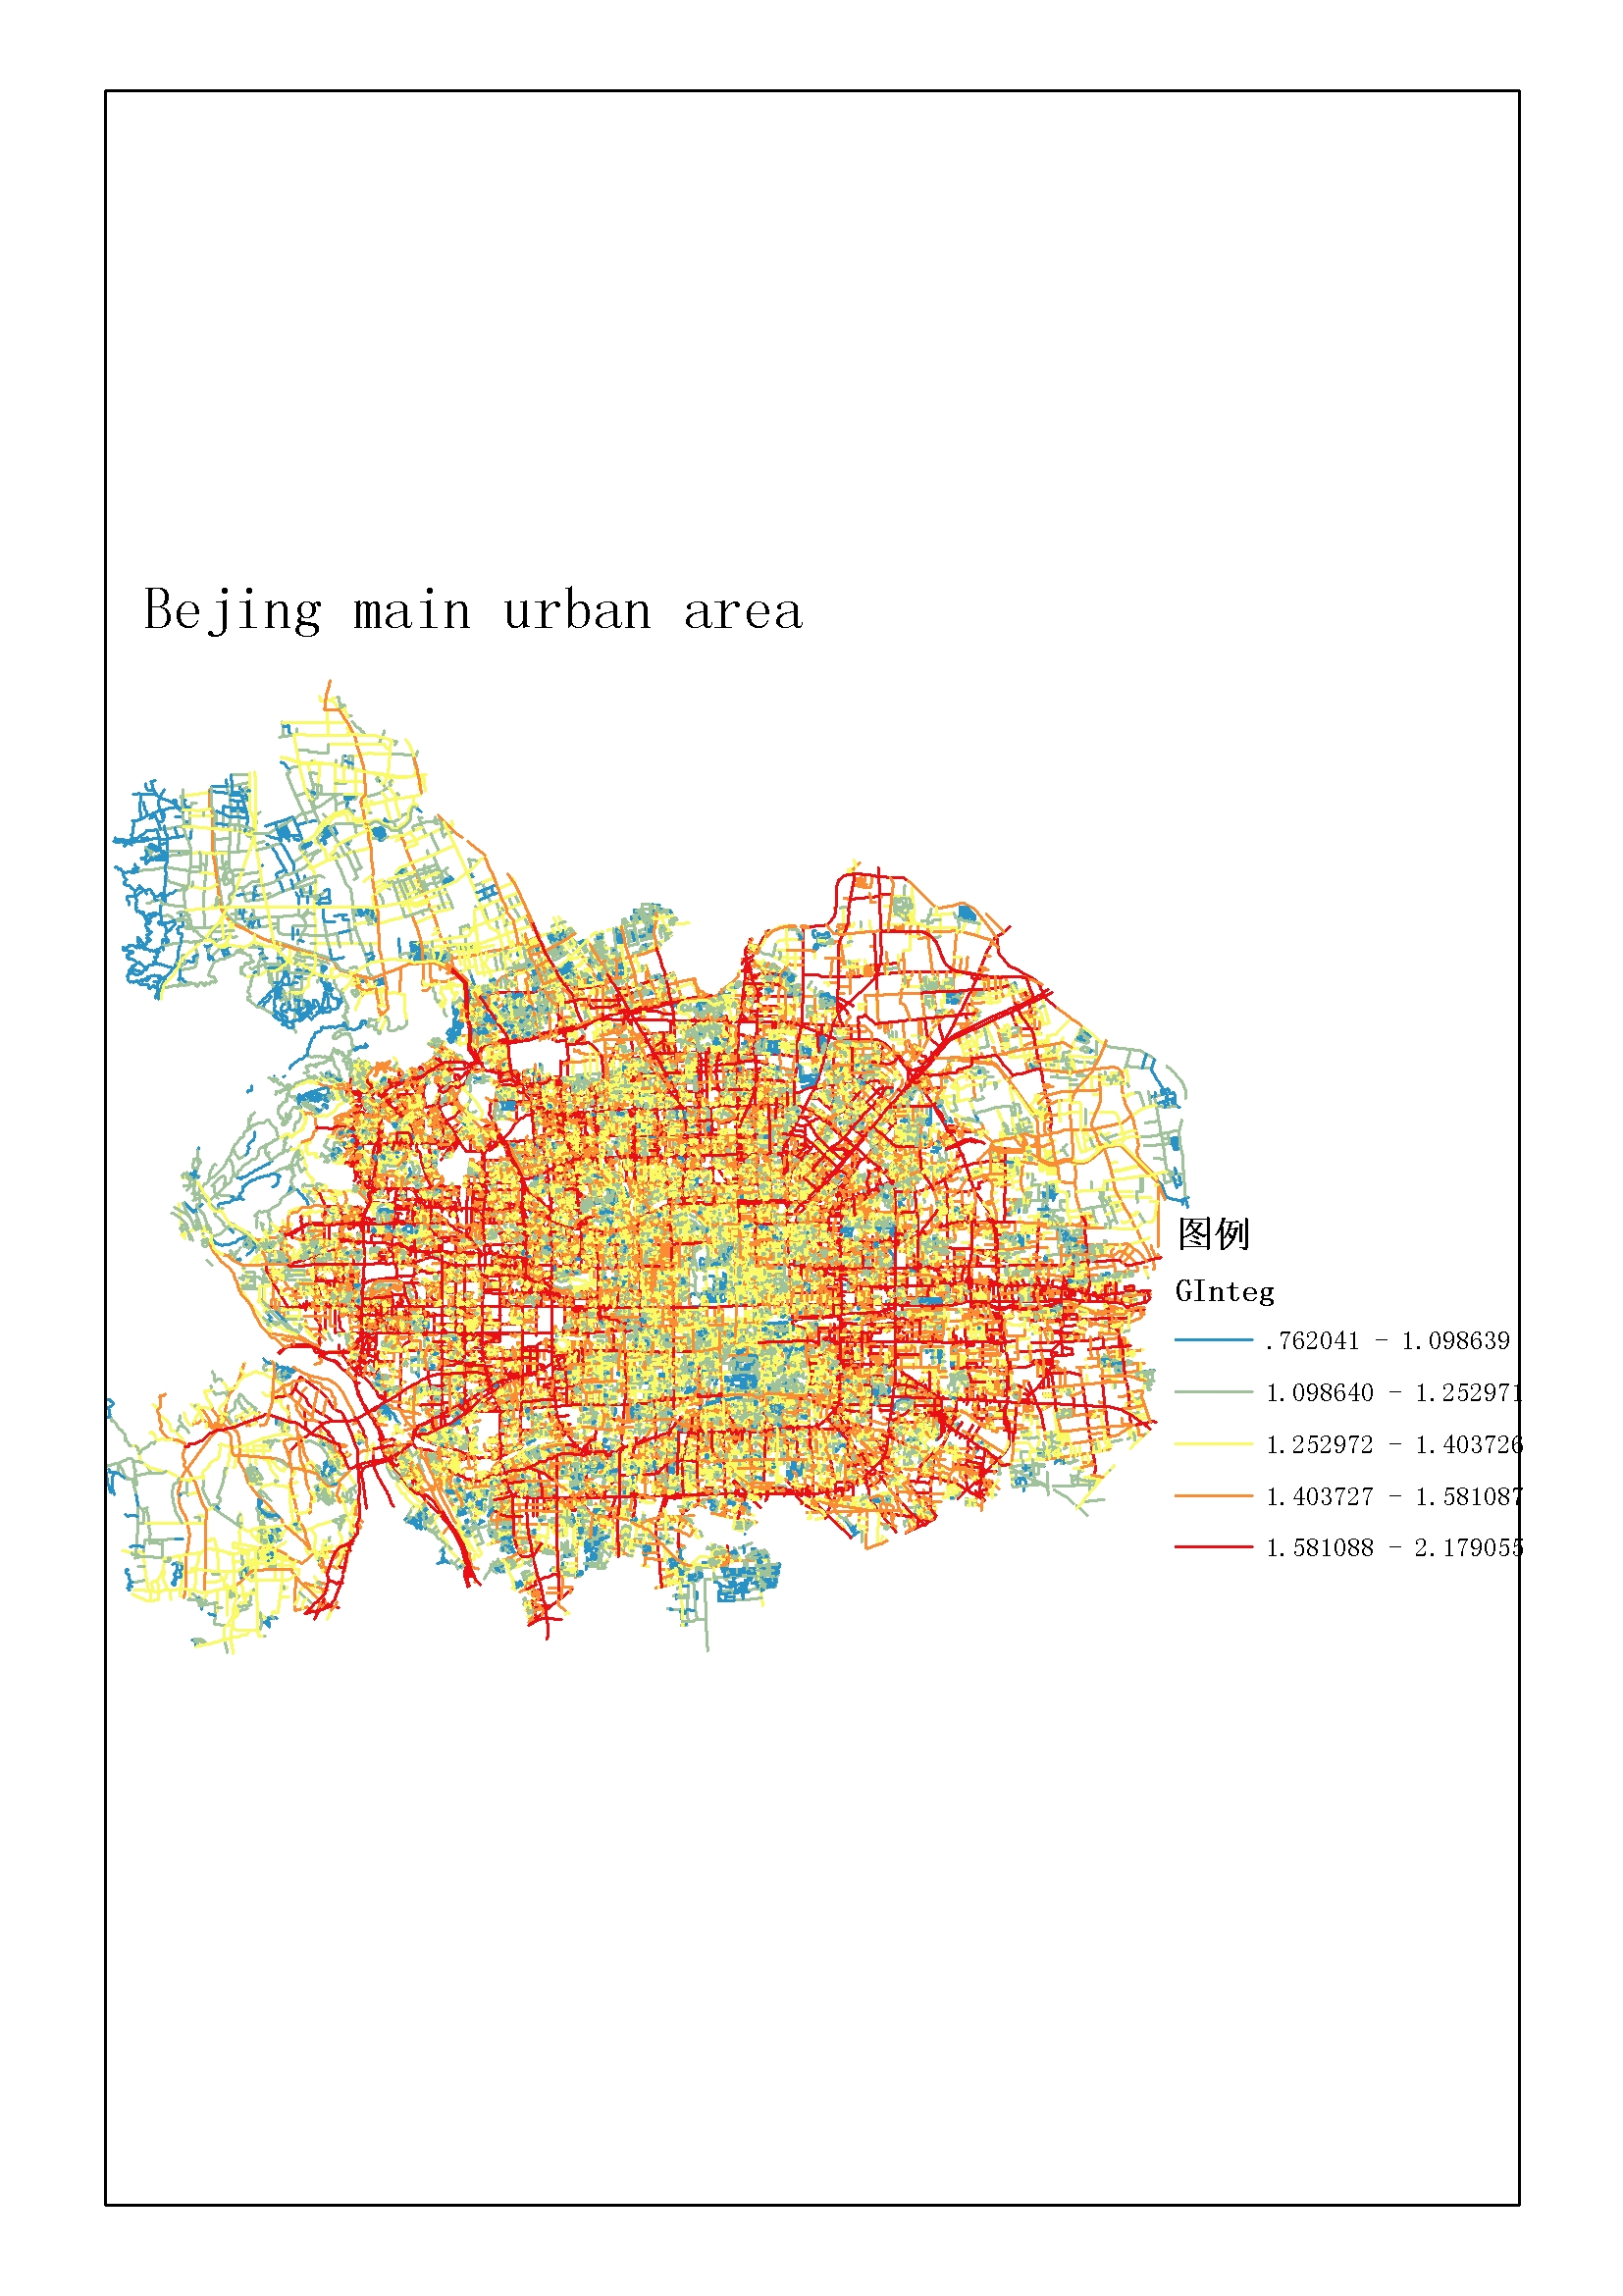 Bejing main urban area
图例
GInteg
.762041 - 1.098639
1.098640 - 1.252971
1.252972 - 1.403726
1.403727 - 1.581087
1.581088 - 2.179055